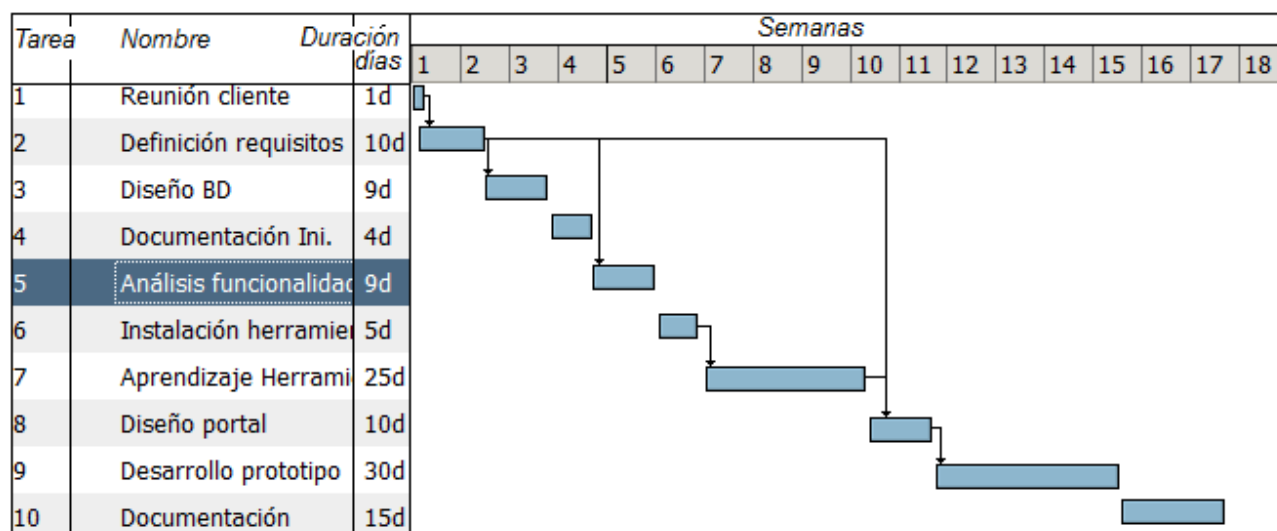 Semanas
Tarea Nombre Duración
días 1 2 3 4 5 6 7 8 9 10 11 12 13 14 15 16 17 18
1 Reunión cliente 1d
2 Definición requisitos 10d
3 Diseño BD 9d
4 Documentación Ini. 4d
5 Análisis funcionalidad 9d
6 Instalación herramie 5d
7 Aprendizaje Herrami 25d
8 Diseño portal 10d
9 Desarrollo prototipo 30d
10 Documentación 15d